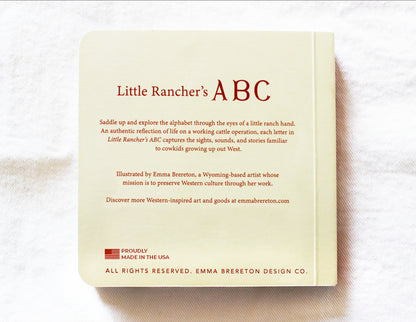 Little Rancher's ABC
Saddle up and explore the alphabet through the eyes of a little ranch hand.
An authentic reflection of life on a working cattle operation, each letter in
Little Rancher's ABC captures the sights, sounds, and stories familiar
to cowkids growing up out West.
Illustrated by Emma Brereton, a Wyoming-based artist whose
mission is to preserve Western culture through her work.
Discover more Western-inspired art and goods at emmabrereton.com
PROUDLY
MADE IN THE USA
ALL RIGHTS RESERVED. EMMA BRERETON DESIGN CO.